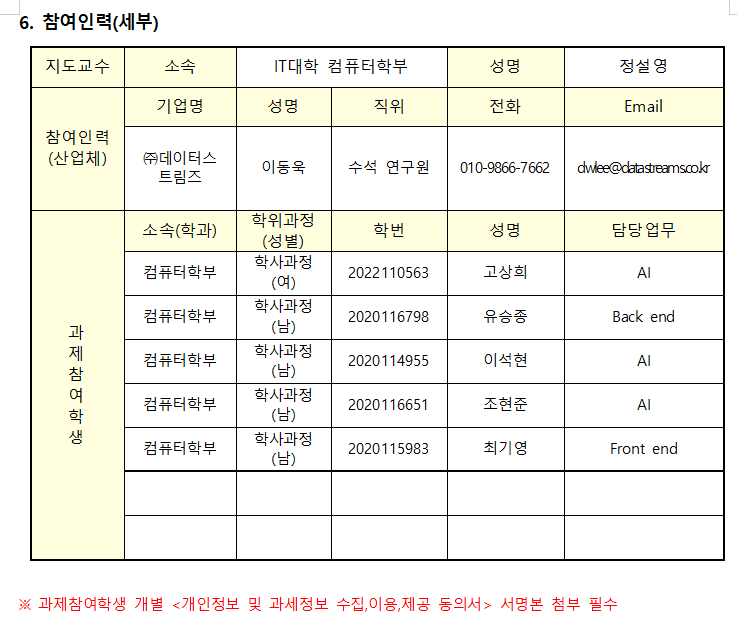 6. 참여인력(세부)
지도교수 소속 IT대학 컴퓨터학부 성명 정설영
참여인력
(산업체)
기업명 성명 직위 전화 Email
㈜데이터스
트림즈
이동욱 수석 연구원 010-9866-7662 dwlee@datastreams.co.kr
과
제
참
여
학
생
소속(학과) 학위과정
(성별)
학번 성명 담당업무
컴퓨터학부 학사과정
(여)
2022110563 고상희 AI
컴퓨터학부 학사과정
(남)
2020116798 유승종 Back end
컴퓨터학부 학사과정
(남)
2020114955 이석현 AI
컴퓨터학부 학사과정
(남)
2020116651 조현준 AI
컴퓨터학부 학사과정
(남)
2020115983 최기영 Front end
※ 과제참여학생 개별 <개인정보 및 과세정보 수집,이용,제공 동의서> 서명본 첨부 필수